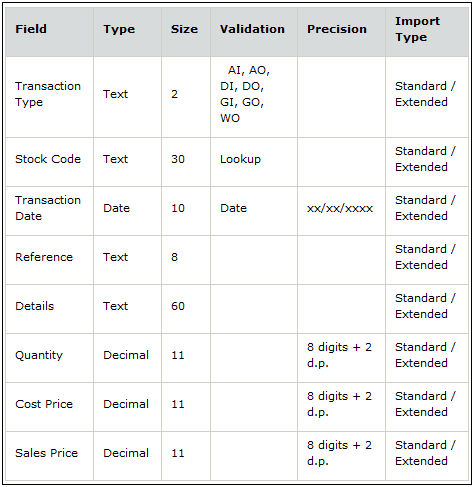 Field Type Size Validation Precision Import Type
Transaction Type Text 2 AI, AO, DI, DO, GI, GO, WO Standard / Extended
Stock Code Text 30 Lookup Standard / Extended
Transaction Date Date 10 Date xx/xx/xxxx Standard / Extended
Reference Text 8 Standard / Extended
Details Text 60 Standard / Extended
Quantity Decimal 11 8 digits + 2 d.p. Standard / Extended
Cost Price Decimal 11 8 digits + 2 d.p. Standard / Extended
Sales Price Decimal 11 8 digits + 2 d.p. Standard / Extended